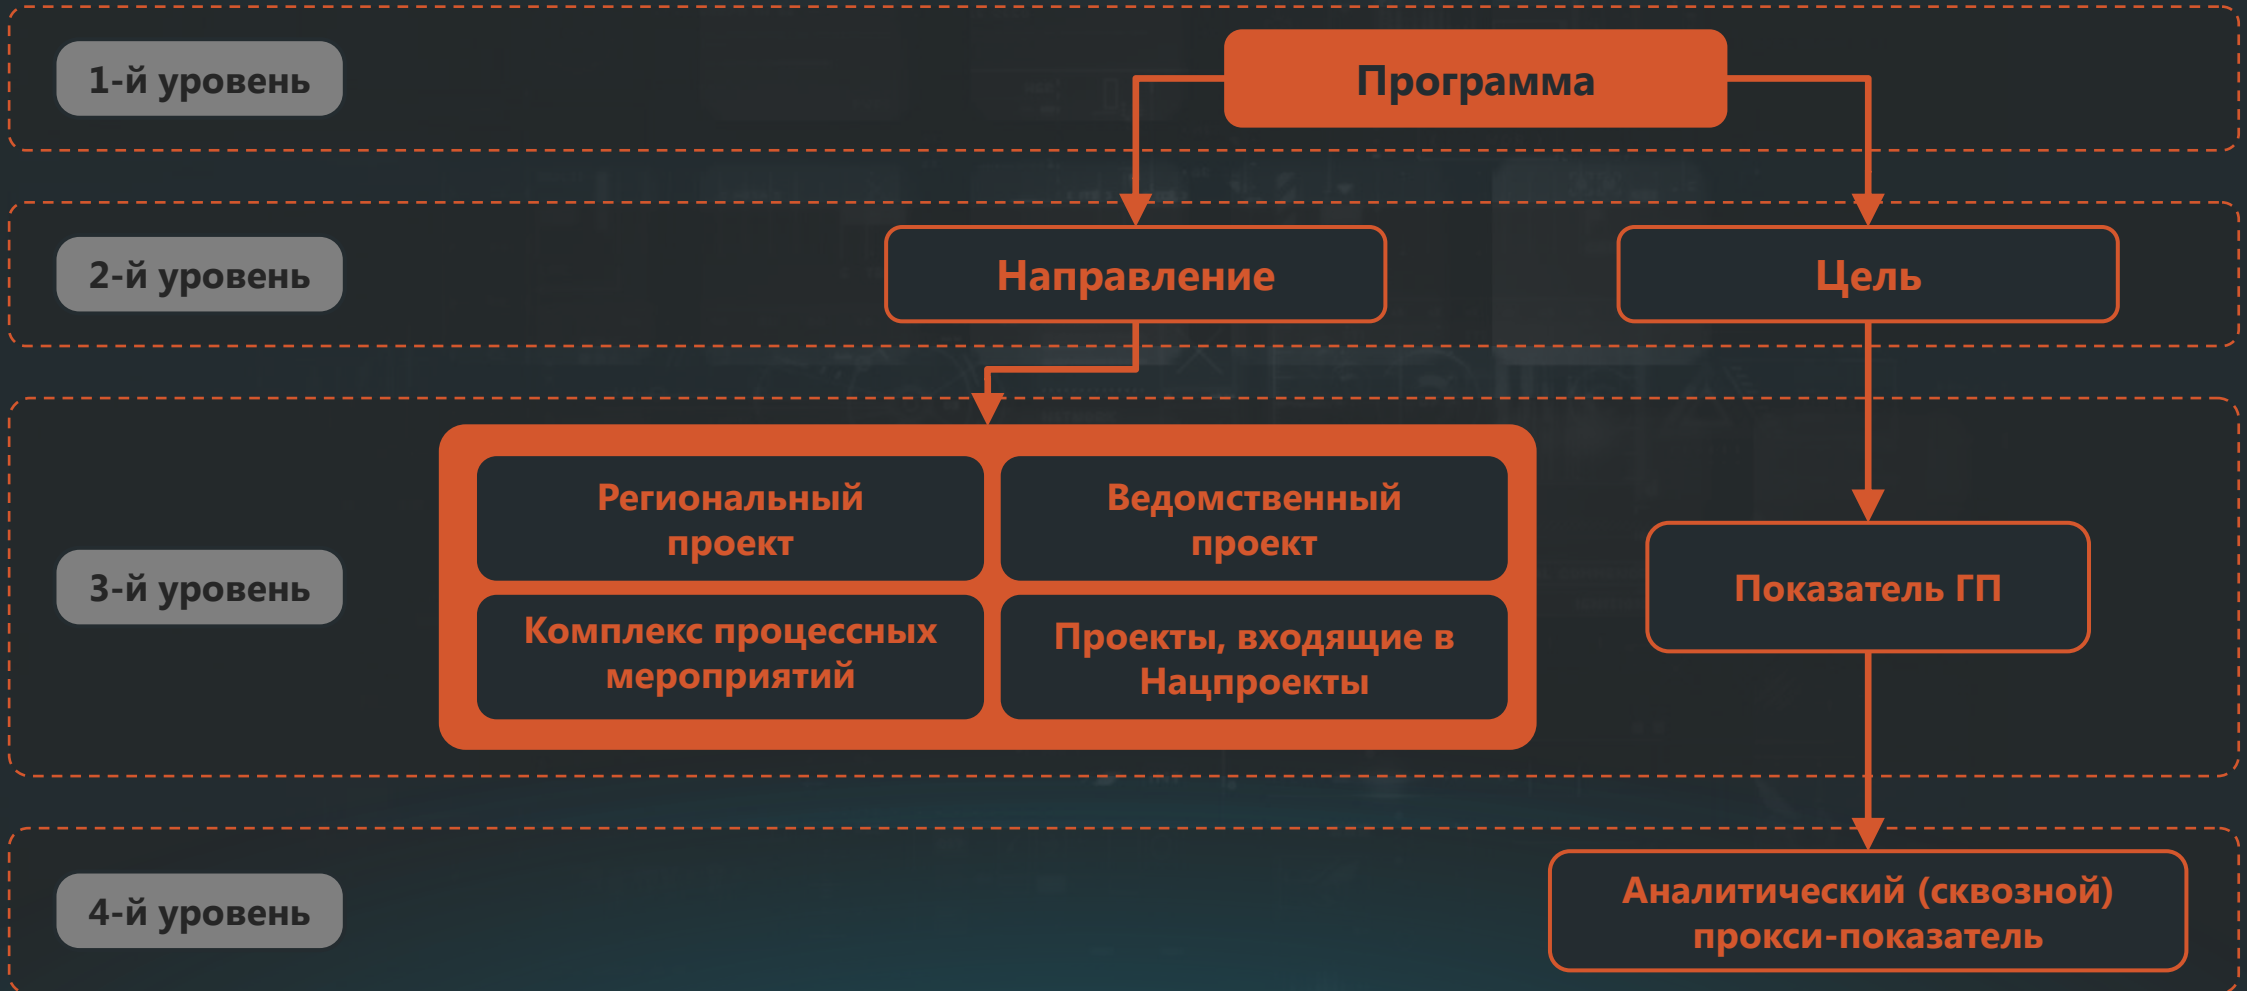 1-й уровень
Программа
2-й уровень
Направление
Цель
3-й уровень
Региональный
проект
Ведомственный
проект
Комплекс процессных
мероприятий
Проекты, входящие в
Нацпроекты
Показатель ГП
4-й уровень
Аналитический (сквозной)
прокси-показатель